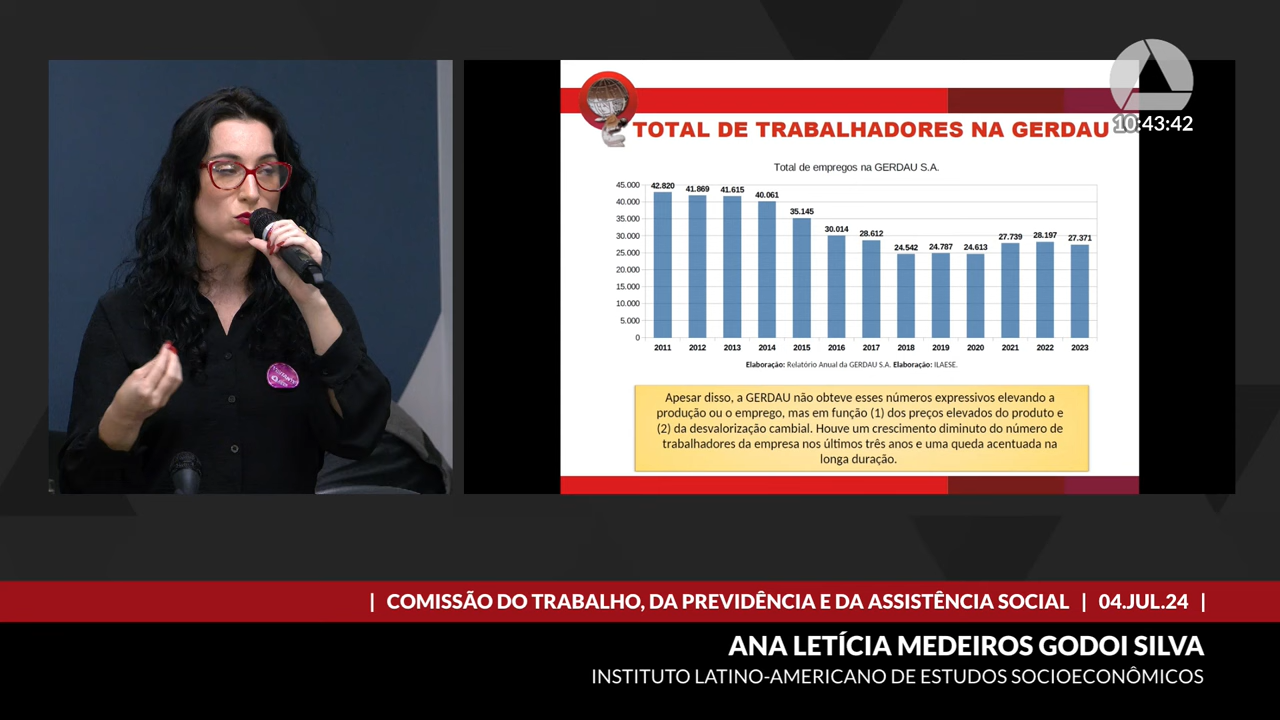 TOTAL DE TRABALHADORES NA GERDAU
10:43:42
Total de empregos na GERDAU S.A.
45.000
40.000
35.000
30.000
25.000
20.000
15.000
10.000
5.000
0
42.820 41.869 41.615 40.061 35.145 30.014 28.612 24.542 24.787 24.613 27.739 28.197 27.371
2011 2012 2013 2014 2015 2016 2017 2018 2019 2020 2021 2022 2023
Elaboração: Relatório Anual da GERDAU S.A. Elaboração: ILAESE.
Apesar disso, a GERDAU não obteve esses números expressivos elevando a
produção ou o emprego, mas em função (1) dos preços elevados do produto e
(2) da desvalorização cambial. Houve um crescimento diminuto do número de
trabalhadores da empresa nos últimos três anos e uma queda acentuada na
longa duração.
| COMISSÃO DO TRABALHO, DA PREVIDÊNCIA E DA ASSISTÊNCIA SOCIAL | 04.JUL.24 |
ANA LETÍCIA MEDEIROS GODOI SILVA
INSTITUTO LATINO-AMERICANO DE ESTUDOS SOCIOECONÔMICOS